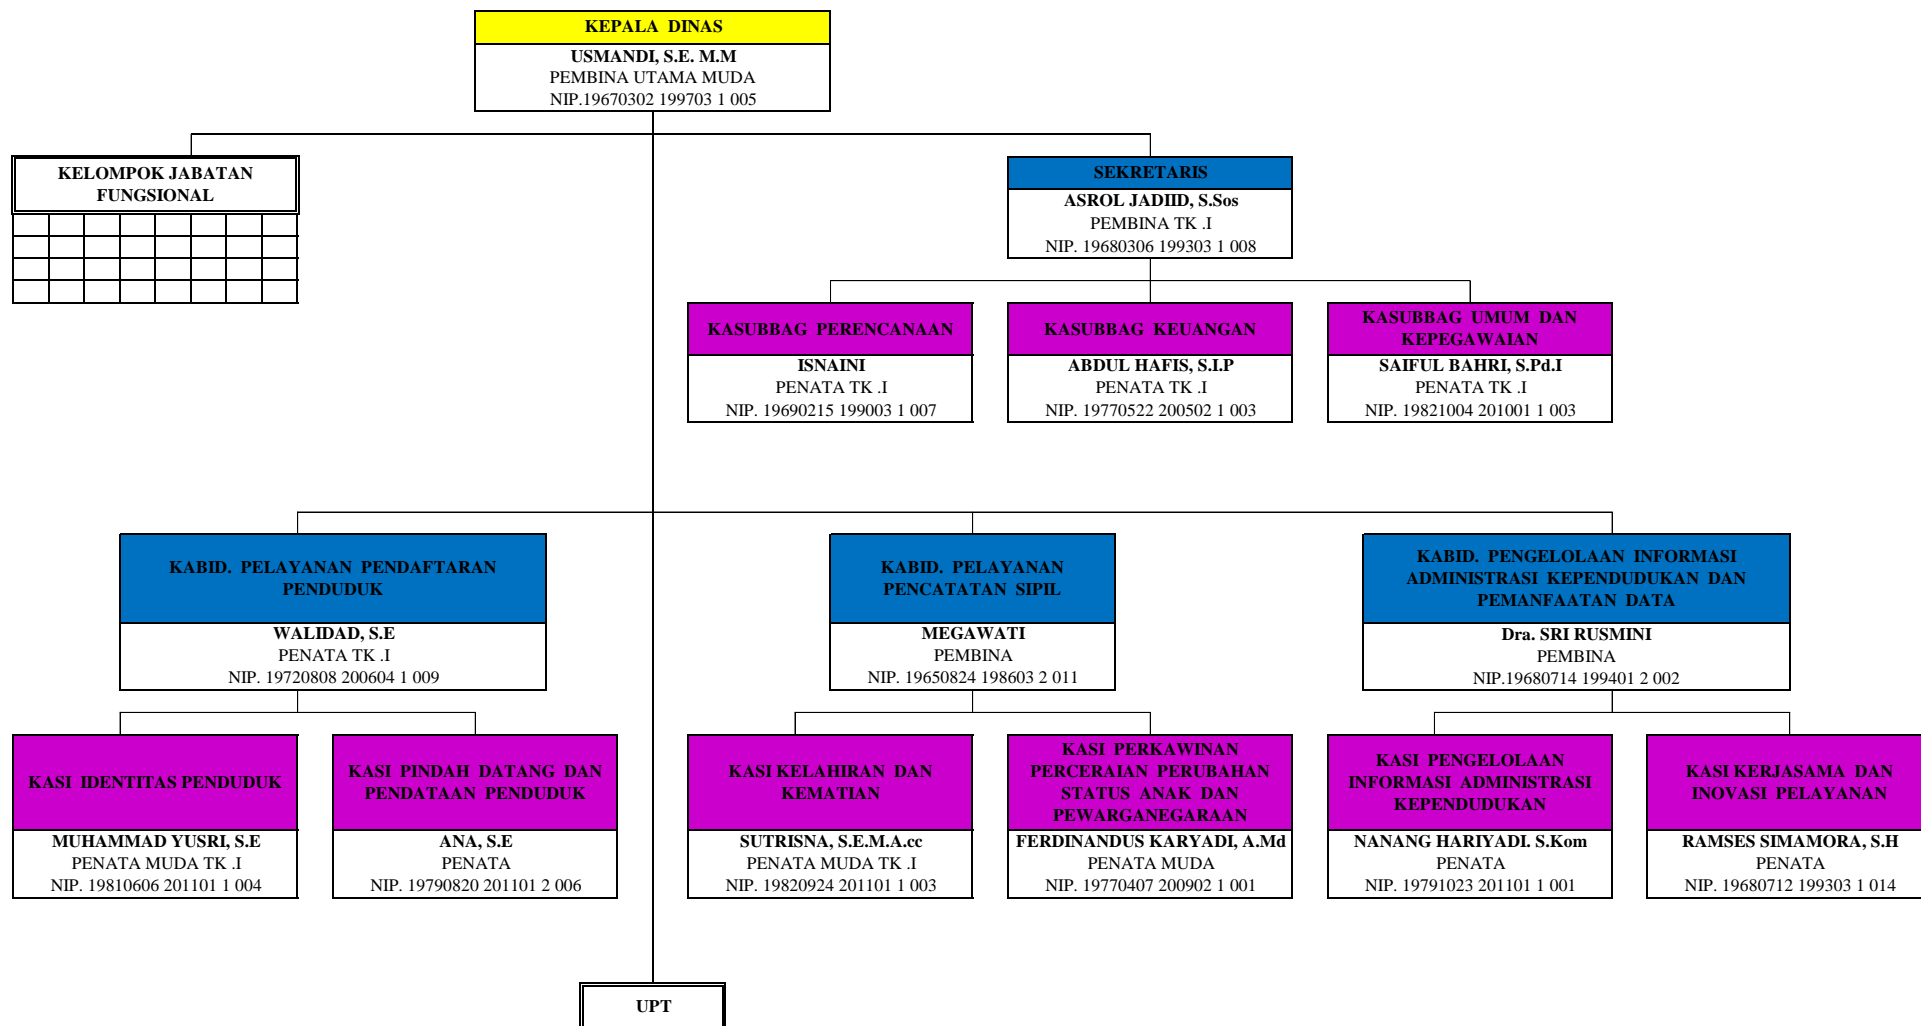 KEPALA DINAS
USMANDI, S.E. M.M
PEMBINA UTAMA MUDA
NIP.19670302 199703 1 005
KELOMPOK JABATAN
FUNGSIONAL
SEKRETARIS
ASROL JADIID, S.Sos
PEMBINA TK .I
NIP. 19680306 199303 1 008
KASUBBAG PERENCANAAN
ISNAINI
PENATA TK .I
NIP. 19690215 199003 1 007
KASUBBAG KEUANGAN
ABDUL HAFIS, S.I.P
PENATA TK .I
NIP. 19770522 200502 1 003
KASUBBAG UMUM DAN
KEPEGAWAIAN
SAIFUL BAHRI, S.Pd.I
PENATA TK .I
NIP. 19821004 201001 1 003
KABID. PELAYANAN PENDAFTARAN
PENDUDUK
WALIDAD, S.E
PENATA TK .I
NIP. 19720808 200604 1 009
KABID. PELAYANAN
PENCATATAN SIPIL
MEGAWATI
PEMBINA
NIP. 19650824 198603 2 011
KABID. PENGELOLAAN INFORMASI
ADMINISTRASI KEPENDUDUKAN DAN
PEMANFAATAN DATA
Dra. SRI RUSMINI
PEMBINA
NIP.19680714 199401 2 002
KASI IDENTITAS PENDUDUK
MUHAMMAD YUSRI, S.E
PENATA MUDA TK .I
NIP. 19810606 201101 1 004
KASI PINDAH DATANG DAN
PENDATAAN PENDUDUK
ANA, S.E
PENATA
NIP. 19790820 201101 2 006
KASI KELAHIRAN DAN
KEMATIAN
SUTRISNA, S.E.M.A.cc
PENATA MUDA TK .I
NIP. 19820924 201101 1 003
KASI PERKAWINAN
PERCERAIAN PERUBAHAN
STATUS ANAK DAN
PEWARGANEGARAAN
FERDINANDUS KARYADI, A.Md
PENATA MUDA
NIP. 19770407 200902 1 001
KASI PENGELOLAAN
INFORMASI ADMINISTRASI
KEPENDUDUKAN
NANANG HARIYADI. S.Kom
PENATA
NIP. 19791023 201101 1 001
KASI KERJASAMA DAN
INOVASI PELAYANAN
RAMSES SIMAMORA, S.H
PENATA
NIP. 19680712 199303 1 014
UPT